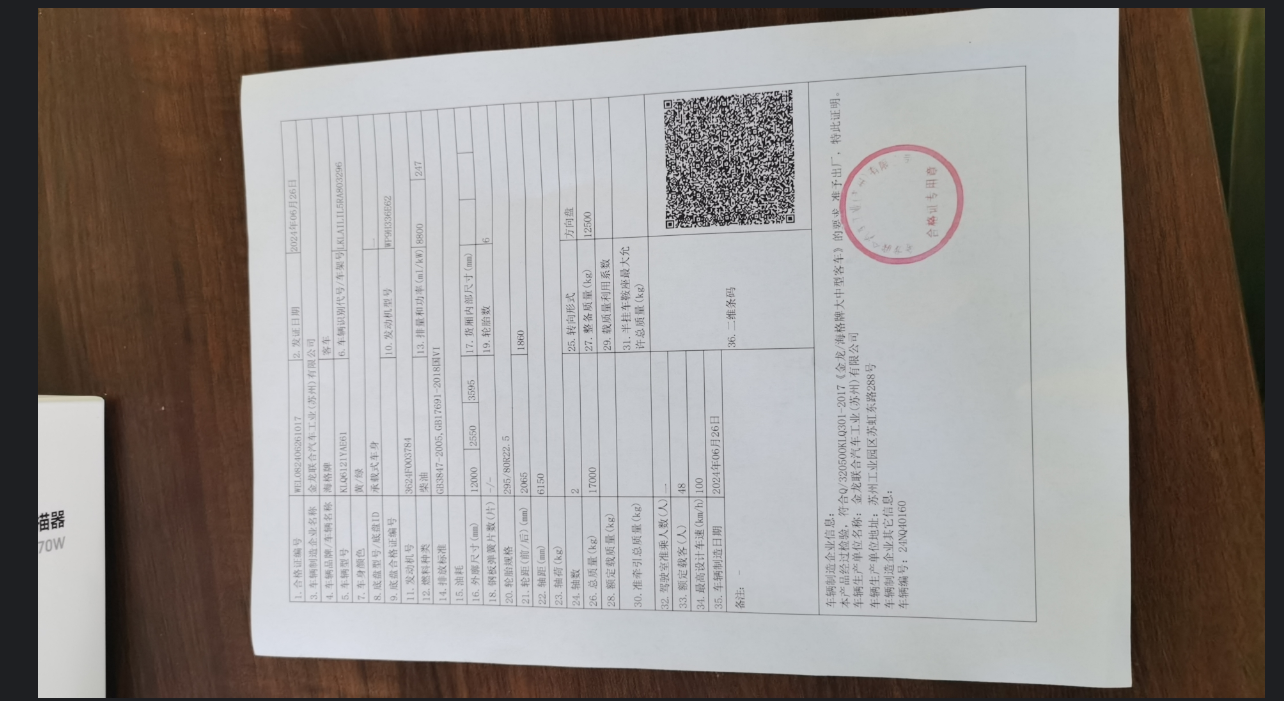 1.合格证编号 WEL082400261017 2.发证日期 2024年06月26日
3.车辆制造企业名称 金龙联合汽车工业(苏州)有限公司
4.车辆品牌/车辆名称 海格牌 客车
5.车辆型号 KLQ6121YAE61 6.车辆识别代号/车架号 LKLA1L1L5RA803296
7.车身颜色 黄/绿
8.底盘型号/底盘ID 承载式车身 --
9.底盘合格证编号 10.发动机型号
11.发动机号 3624F003784
12.燃料种类 柴油 13.排量和功率(ml/kW) 8800 247
14.排放标准 GB3847-2005,GB17691-2018国VI
15.油耗
16.外廓尺寸(mm) 12000 2550 3595 17.货厢内部尺寸(mm)
18.钢板弹簧片数(片) -/- 19.轮胎数 6
20.轮胎规格 295/80R22.5
21.轮距(前/后)(mm) 2065 1860
22.轴距(mm) 6150
23.轴荷(kg)
24.轴数 2 25.转向形式 方向盘
26.总质量(kg) 17000 27.整备质量(kg) 12500
28.额定载质量(kg) 29.载质量利用系数
30.准牵引总质量(kg) 31.半挂车鞍座最大允
许总质量(kg)
32.驾驶室准乘人数(人) --
33.额定载客(人) 48
34.最高设计车速(km/h) 100
35.车辆制造日期 2024年06月26日
备注: -
36.二维条码
车辆制造企业信息:
本产品经过检验,符合Q/320500KLQ301-2017《金龙/海格牌大中型客车》的要求,准予出厂,特此证明。
车辆生产单位名称: 金龙联合汽车工业(苏州)有限公司
车辆生产单位地址: 苏州工业园区苏虹东路288号
车辆制造企业其它信息:
车辆编号: 24NQ40160
合格证专用章
70W